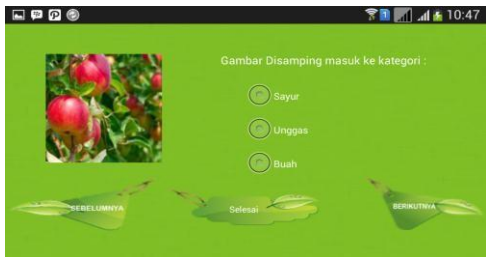 10:47
Gambar Disamping masuk ke kategori :
Sayur
Unggas
Buah
SEBELUMNYA
Selesai
BERIKUTNYA